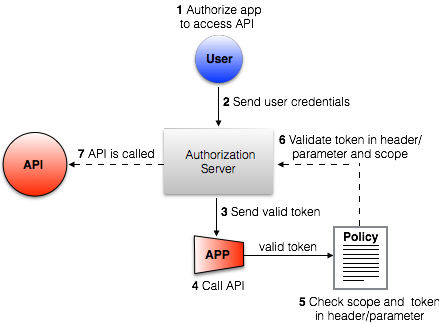 1 Authorize app
to access API
User
2 Send user credentials
6 Validate token in header/
parameter and scope
7 API is called
API
Authorization
Server
3 Send valid token
APP
valid token
Policy
4 Call API
5 Check scope and token
in header/parameter